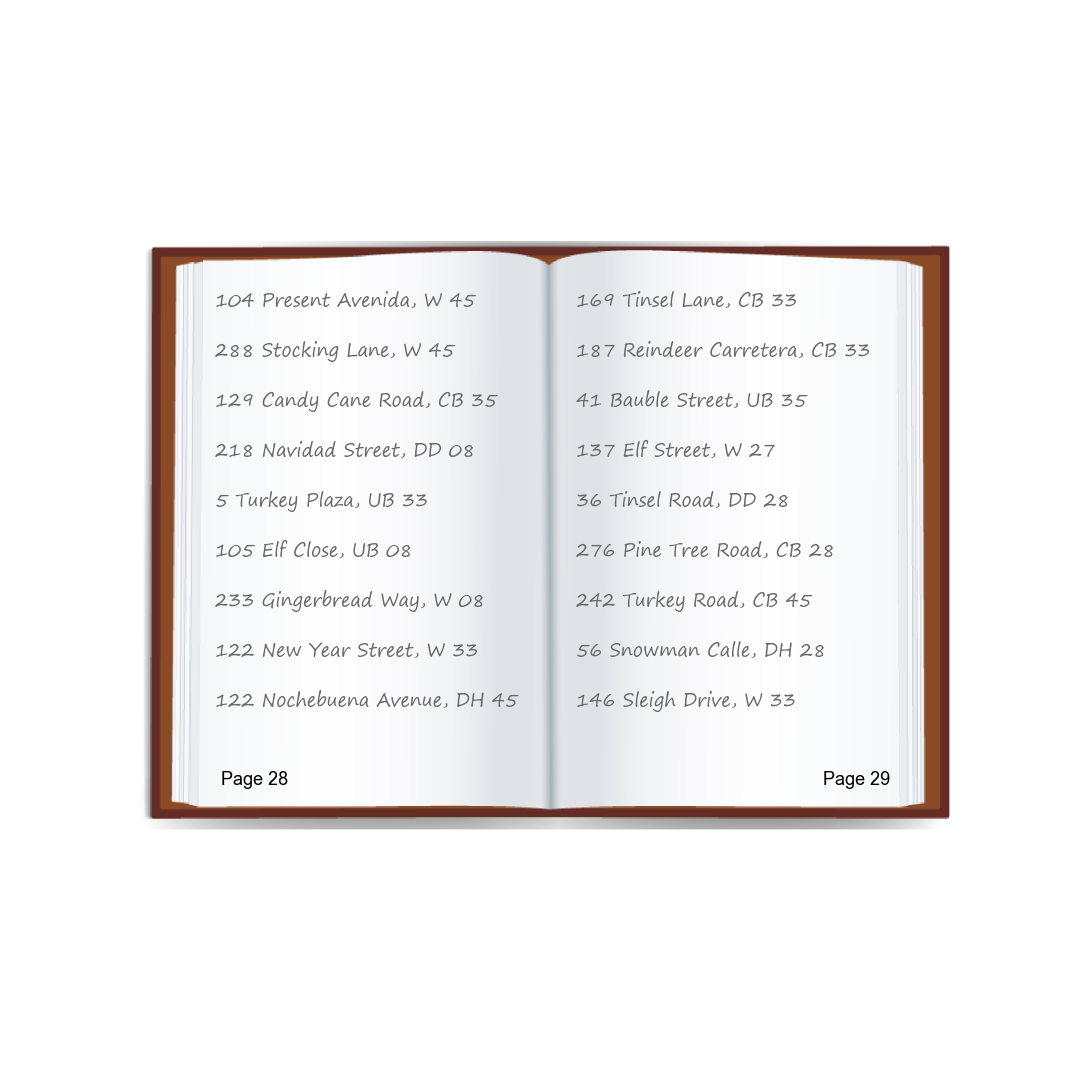 104 Present Avenida, W 45
288 Stocking Lane, W 45
129 Candy Cane Road, CB 35
218 Navidad Street, DD 08
5 Turkey Plaza, UB 33
105 Elf Close, UB 08
233 Gingerbread Way, W 08
122 New Year Street, W 33
122 Nochebuena Avenue, DH 45
Page 28
169 Tinsel Lane, CB 33
187 Reindeer Carretera, CB 33
41 Bauble Street, UB 35
137 Elf Street, W 27
36 Tinsel Road, DD 28
276 Pine Tree Road, CB 28
242 Turkey Road, CB 45
56 Snowman Calle, DH 28
146 Sleigh Drive, W 33
Page 29